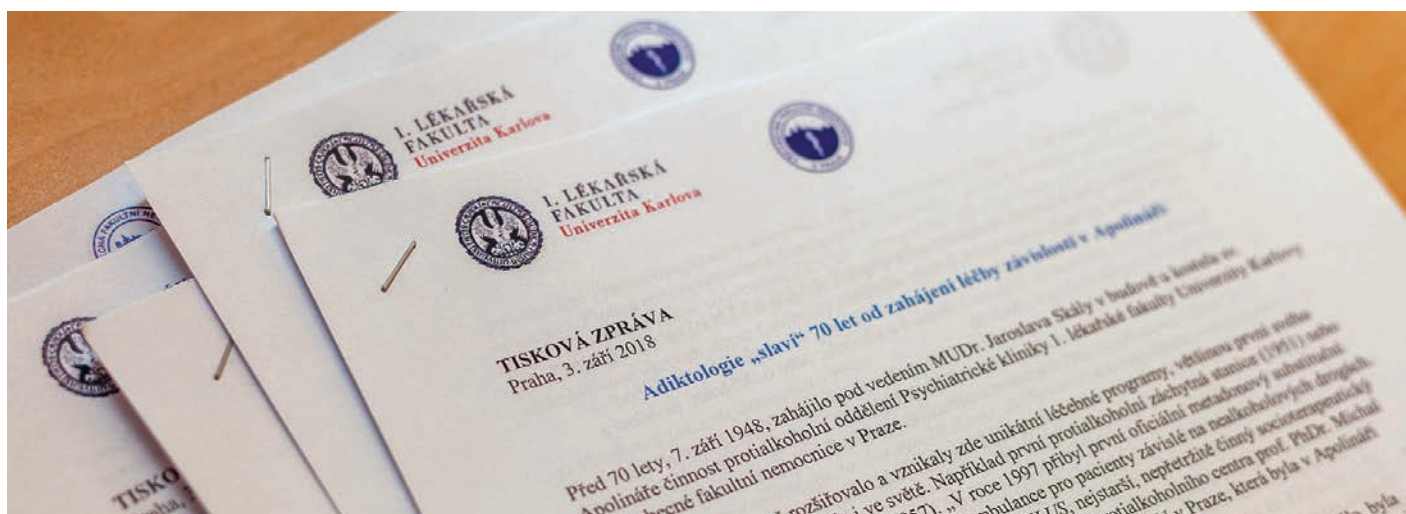 1. LÉKAŘSKÁ
FAKULTA
Univerzita Karlova
1. LÉKAŘSKÁ
FAKULTA
Univerzita Karlova
TISKOVÁ ZPRÁVA
Praha, 3. září 2018
Adiktologie „slaví“ 70 let od zahájení léčby závislosti v Apolináři
Před 70 lety, 7. září 1948, zahájilo pod vedením MUDr. Jaroslava Skály v budově u kostela sv.
Apolináře činnost protialkoholní oddělení Psychiatrické kliniky 1. lékařské fakulty Univerzity Karlovy
fakultní nemocnice v Praze.
rozšiřovalo a vznikaly zde unikátní léčebné programy, většinou první svého
i ve světě. Například první protialkoholní záchytná stanice (1951) nebo
„V roce 1997 přibyl první oficiální metadonový substituční
ambulance pro pacienty závislé na nealkoholových drogách.
nejstarší, nepřetržitě činný socioterapeutický
centra prof. PhDr. Michal
v Praze, která byla v Apolináři
byla
TISKO